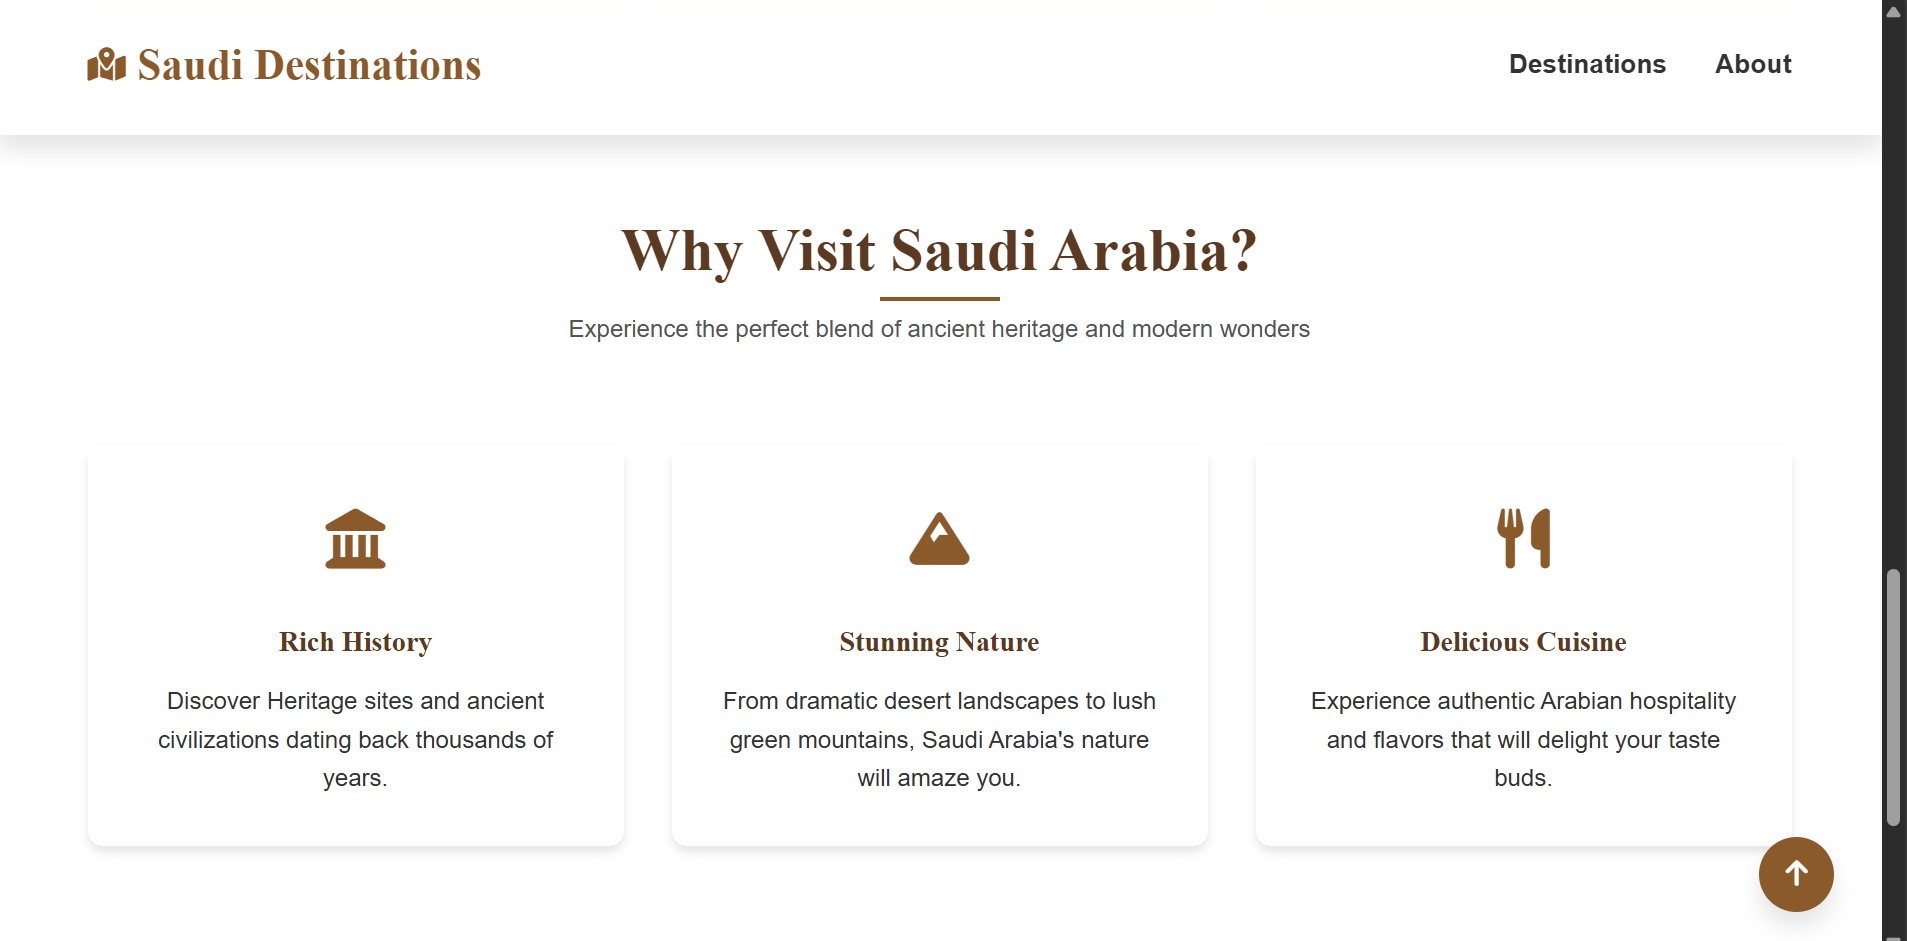 Saudi Destinations
Destinations
About
Why Visit Saudi Arabia?
Experience the perfect blend of ancient heritage and modern wonders
Rich History
Discover Heritage sites and ancient
civilizations dating back thousands of
years.
Stunning Nature
From dramatic desert landscapes to lush
green mountains, Saudi Arabia's nature
will amaze you.
Delicious Cuisine
Experience authentic Arabian hospitality
and flavors that will delight your taste
buds.